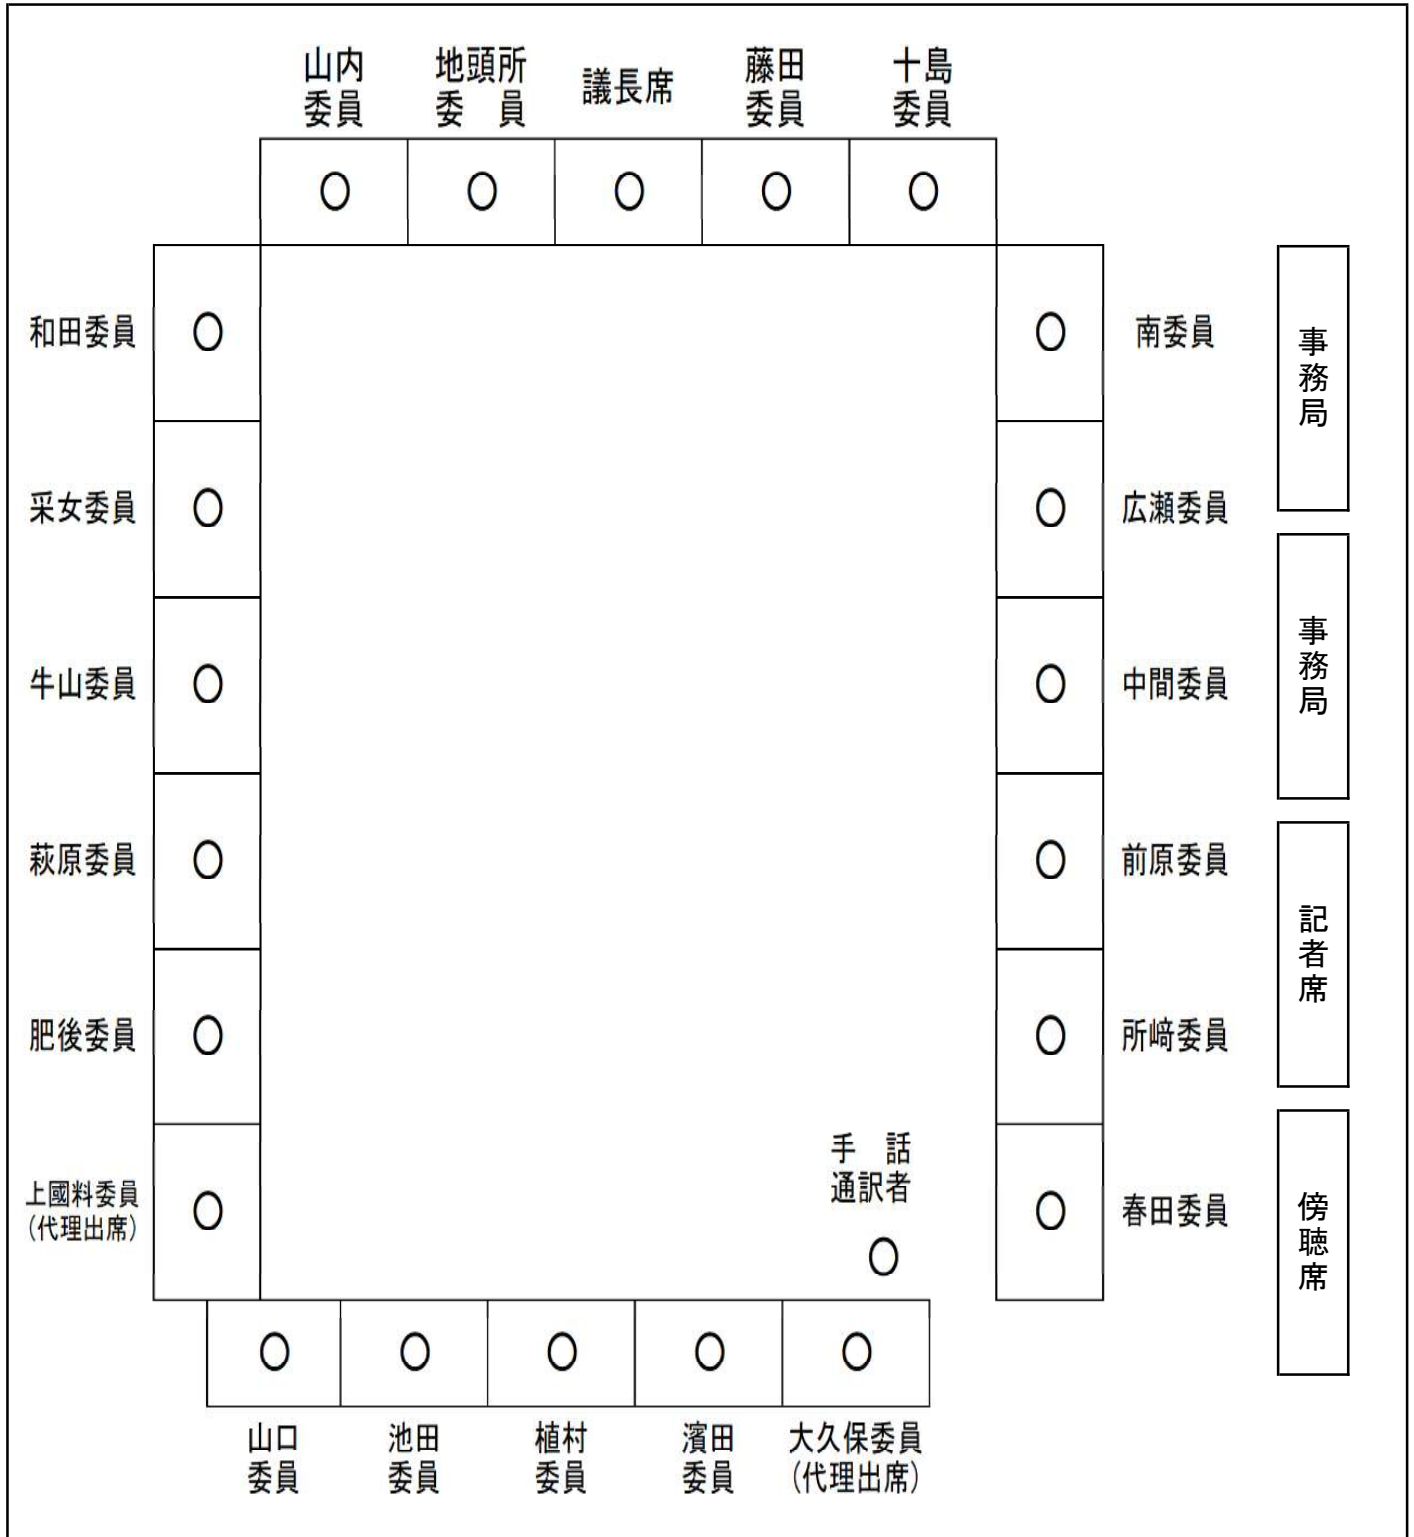 山内
委員
地頭所
委　員
議長席
藤田
委員
十島
委員
和田委員
采女委員
牛山委員
萩原委員
肥後委員
上國料委員
（代理出席）
南委員
広瀬委員
中間委員
前原委員
所﨑委員
春田委員
事務局
事務局
記者席
傍聴席
手　話
通訳者
山口
委員
池田
委員
植村
委員
濱田
委員
大久保委員
（代理出席）